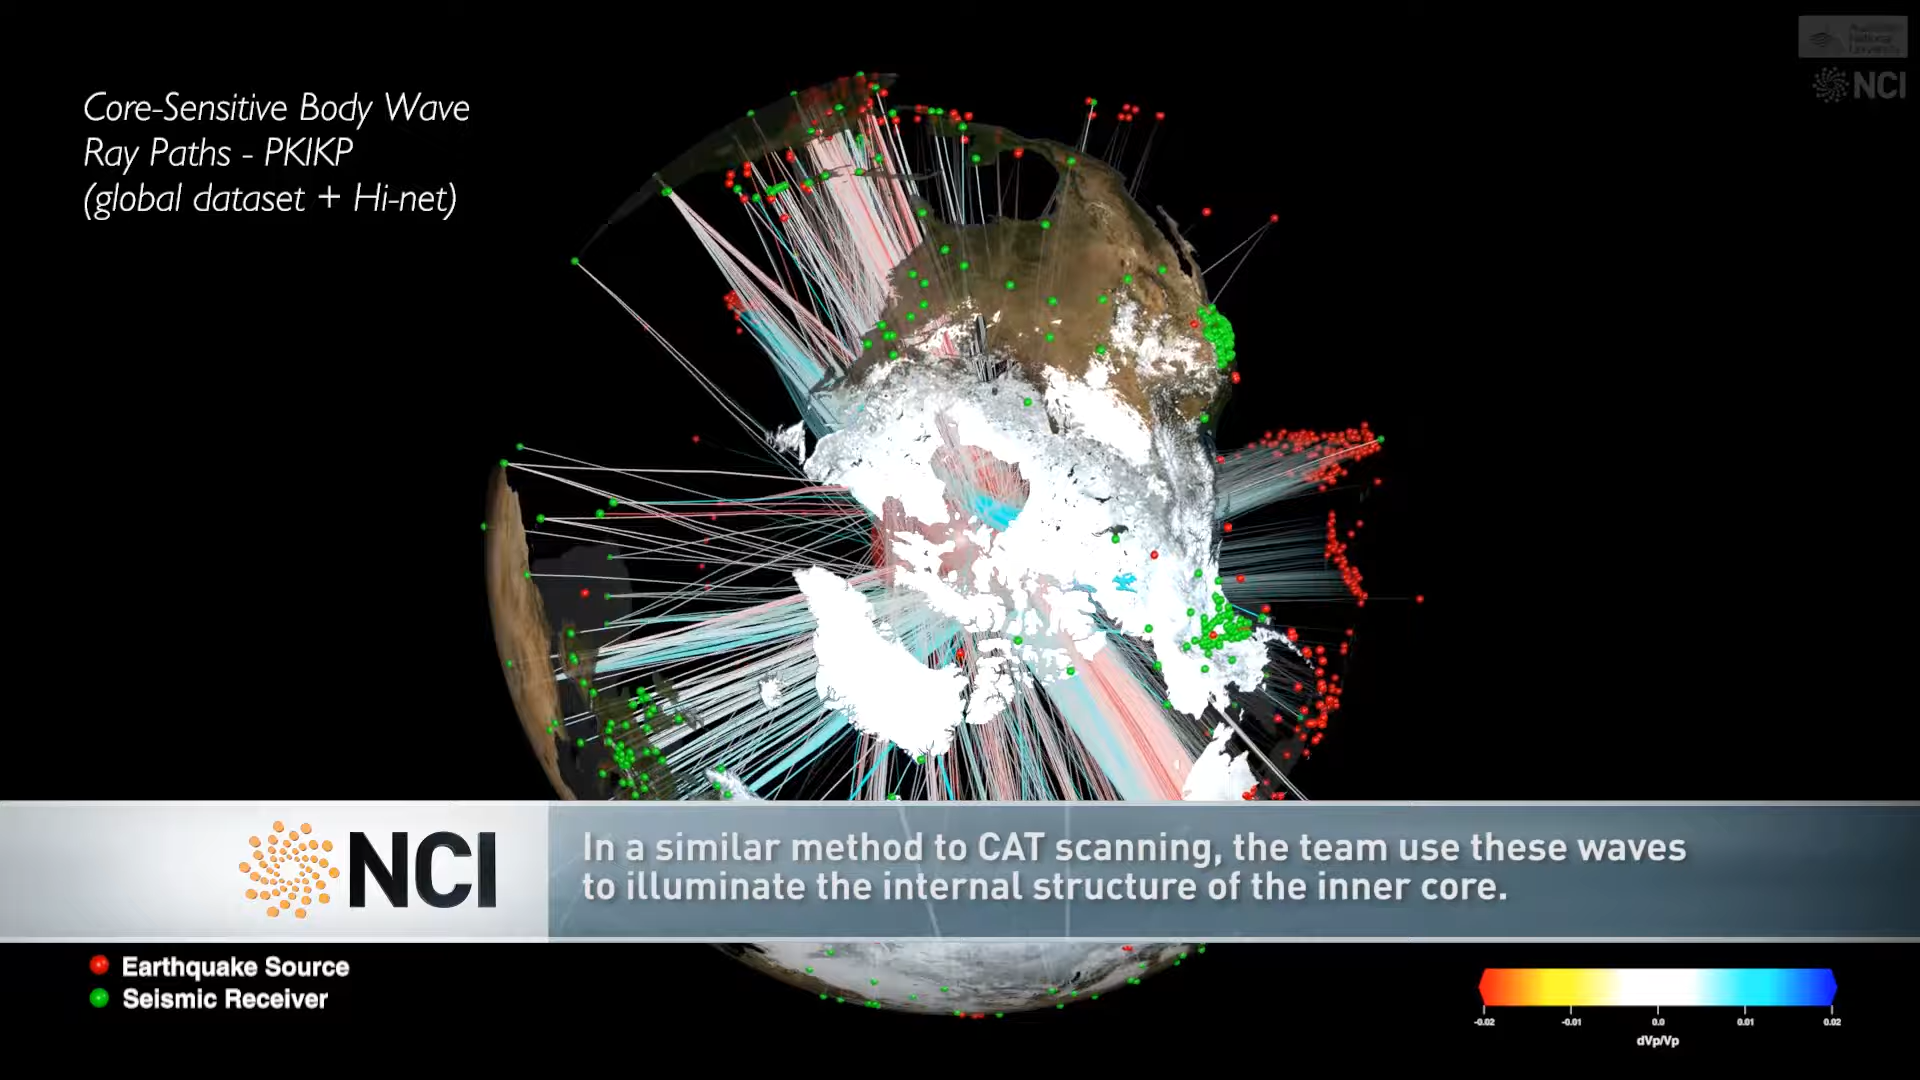 Core-Sensitive Body Wave
Ray Paths - PKIKP
(global dataset + Hi-net)
National
University
NCI
NCI
In a similar method to CAT scanning, the team use these waves
to illuminate the internal structure of the inner core.
Earthquake Source
Seismic Receiver
-0.02 -0.01 0.0 0.01 0.02
dVp/Vp